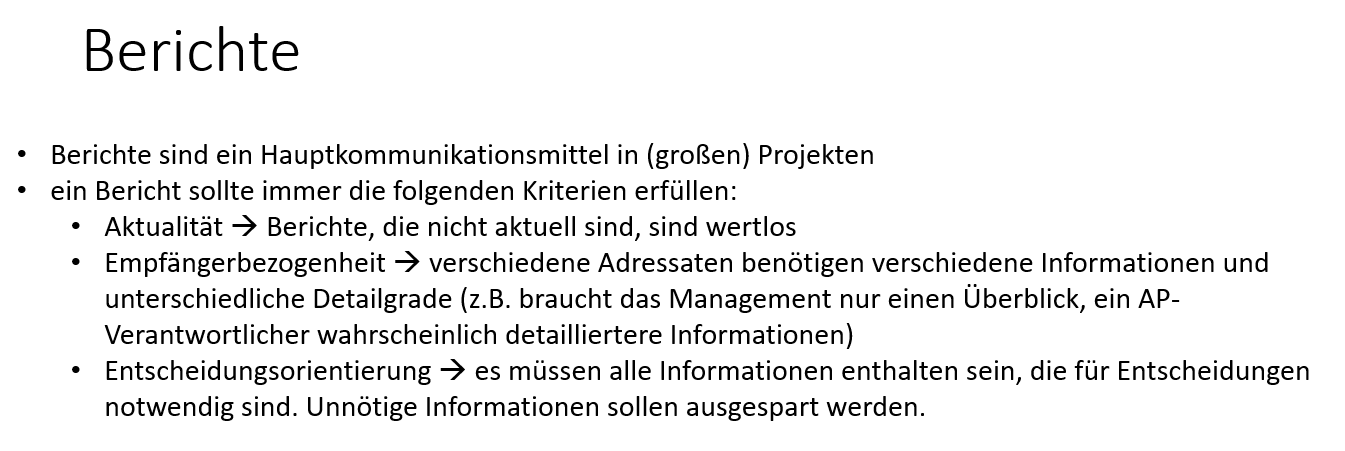 Berichte
• Berichte sind ein Hauptkommunikationsmittel in (großen) Projekten
• ein Bericht sollte immer die folgenden Kriterien erfüllen:
• Aktualität → Berichte, die nicht aktuell sind, sind wertlos
• Empfängerbezogenheit → verschiedene Adressaten benötigen verschiedene Informationen und
unterschiedliche Detailgrade (z.B. braucht das Management nur einen Überblick, ein AP-
Verantwortlicher wahrscheinlich detailliertere Informationen)
• Entscheidungsorientierung → es müssen alle Informationen enthalten sein, die für Entscheidungen
notwendig sind. Unnötige Informationen sollen ausgespart werden.